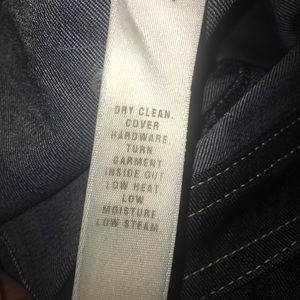 DRY CLEAN.
COVER
HARDWARE,
TURN
GARMENT
INSIDE OUT
LOW HEAT
LOW
MOISTURE
LOW STEAM